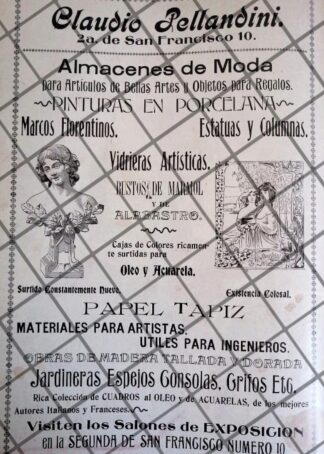 Claudio Pellandini.
2a. de San Francisco 10.
Almacenes de Moda
para Artículos de Bellas Artes y Objetos para Regalos.
PINTURAS EN PORCELANA
Marcos Florentinos.
Estatuas y Columnas.
Vidrieras Artísticas.
BUSTOS DE MARMOL
Y DE
ALABASTRO.
Cajas de Colores ricamen-
te surtidas para
Oleo y Acuarela.
Surtido Constantemente Nuevo.
Existencia Colosal.
PAPEL TAPIZ
MATERIALES PARA ARTISTAS.
UTILES PARA INGENIEROS.
OBRAS DE MADERA TALLADA Y DORADA
Jardineras Espejos Consolas, Grifos Etc.
Rica Colección de CUADROS al OLEO y de ACUARELAS, de los mejores
Autores Italianos y Franceses.
Visiten los Salones de EXPOSICION
en la SEGUNDA DE SAN FRANCISCO NUMERO 10